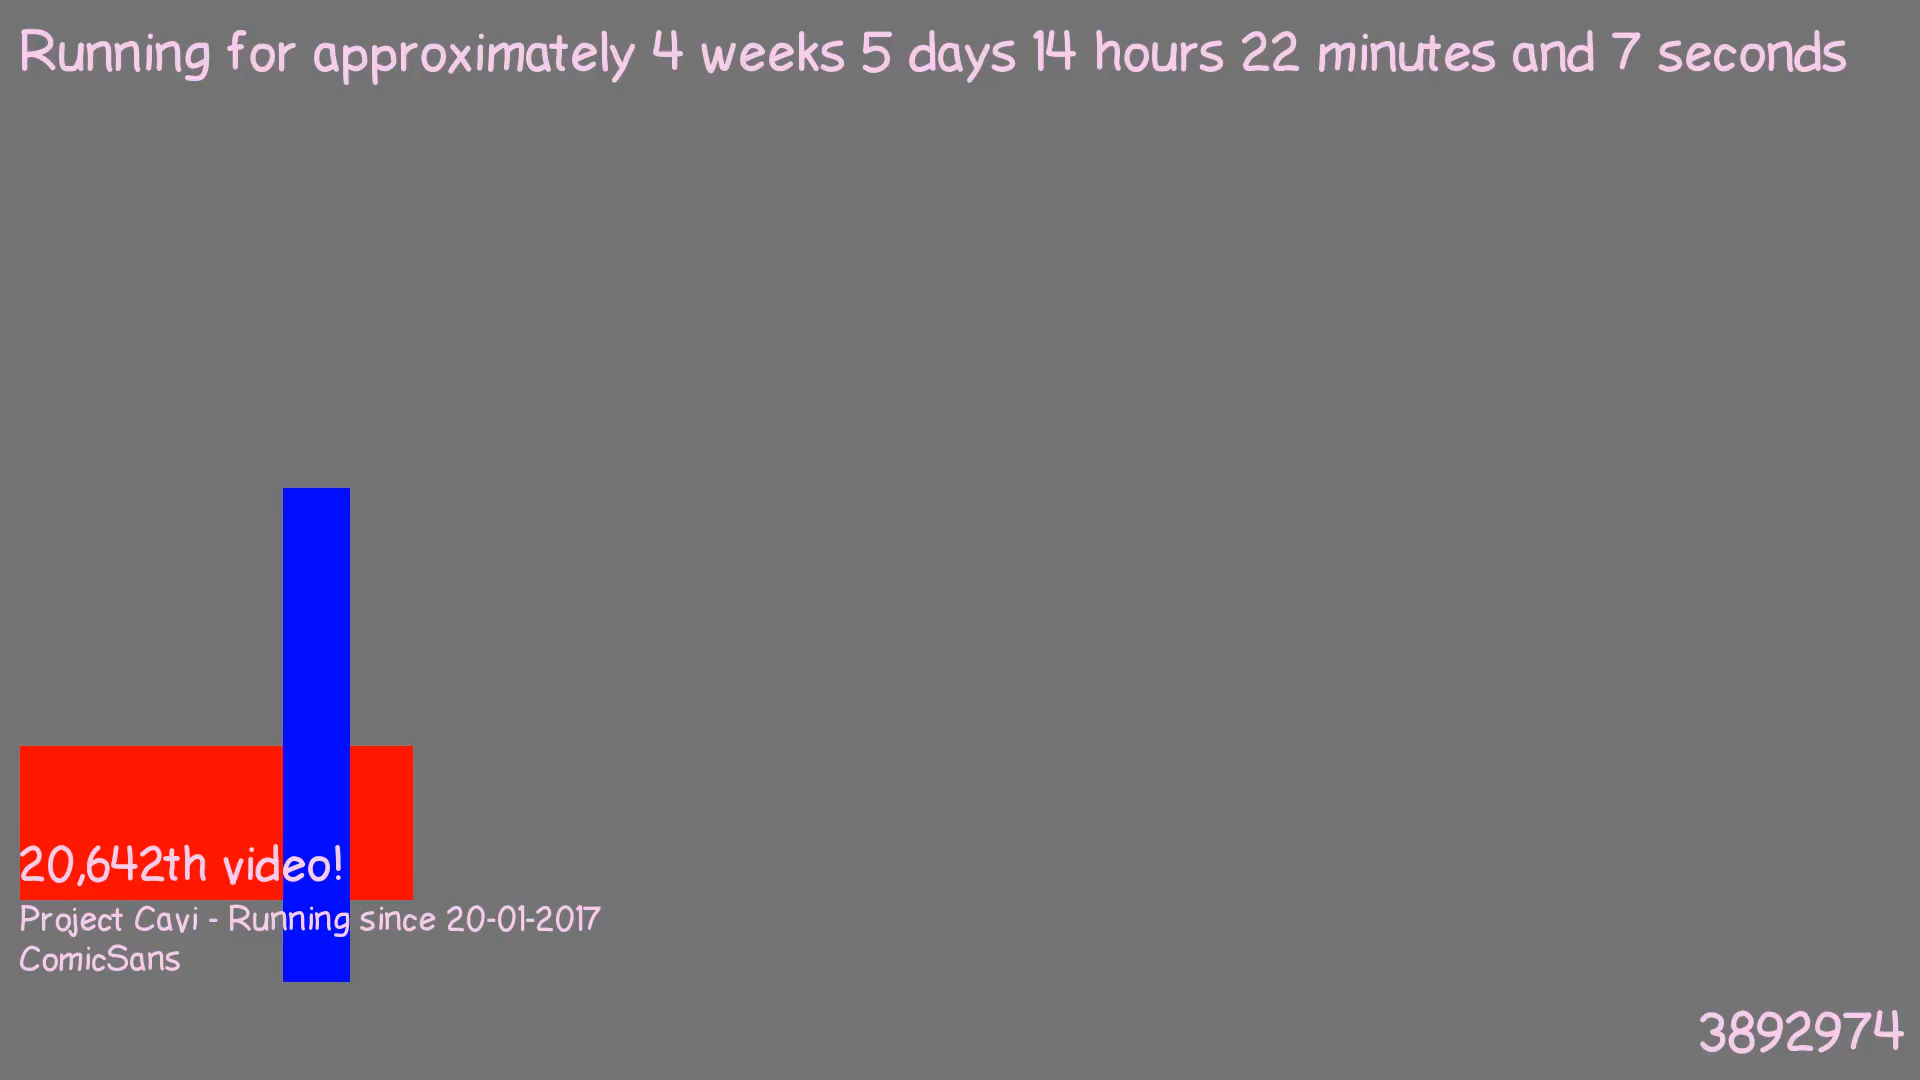 Running for approximately 4 weeks 5 days 14 hours 22 minutes and 7 seconds
20,642th video!
Project Cavi - Running since 20-01-2017
ComicSans
3892974